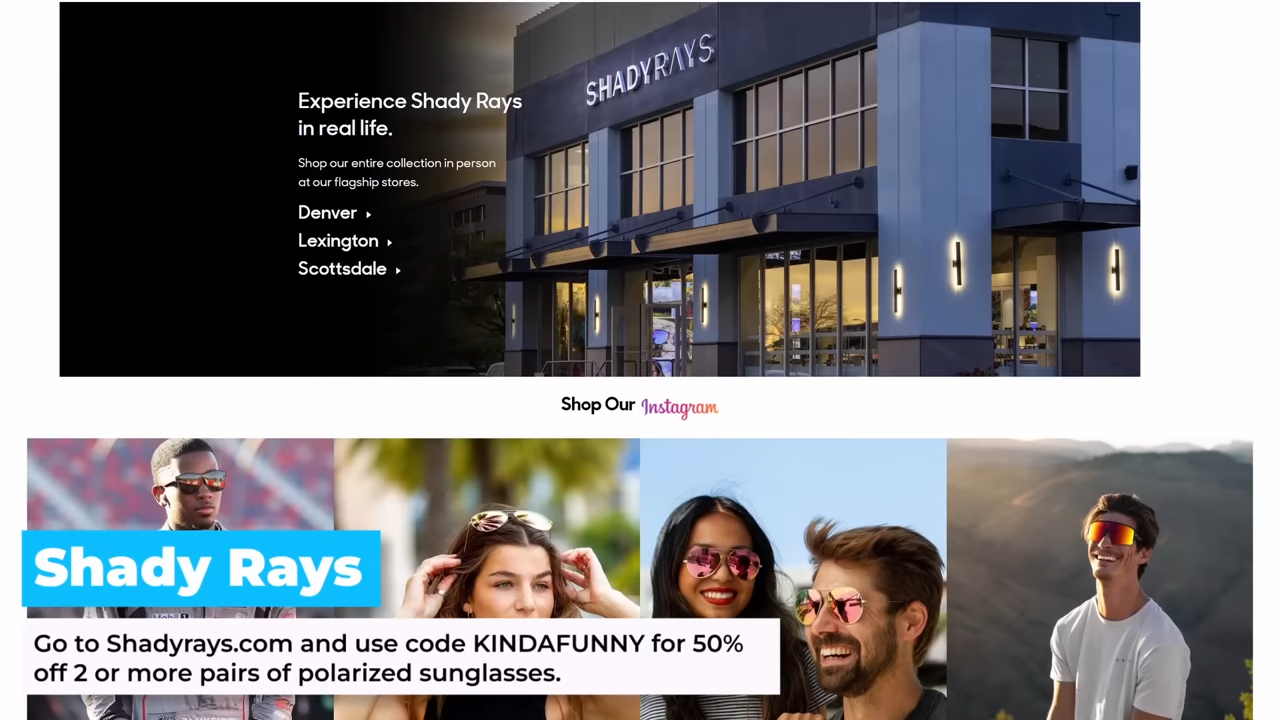 SHADYRAYS
Experience Shady Rays
in real life.
Shop our entire collection in person
at our flagship stores.
Denver
Lexington
Scottsdale
Shop Our Instagram
Shady Rays
Go to Shadyrays.com and use code KINDAFUNNY for 50%
off 2 or more pairs of polarized sunglasses.
Mobil 1